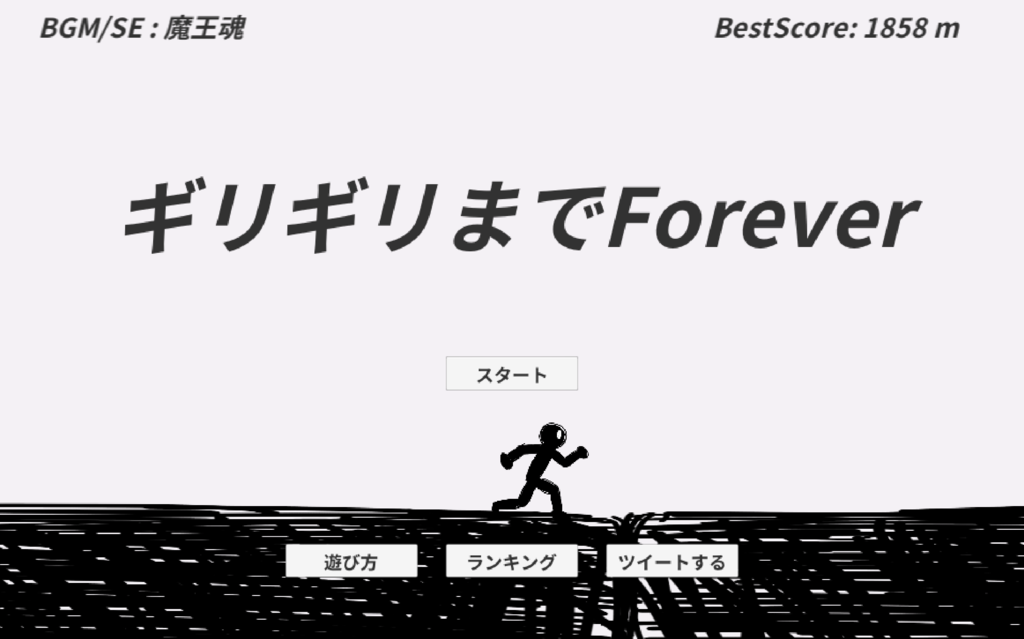 BGM/SE : 魔王魂
BestScore: 1858 m
ギリギリまでForever
スタート
遊び方
ランキング
ツイートする